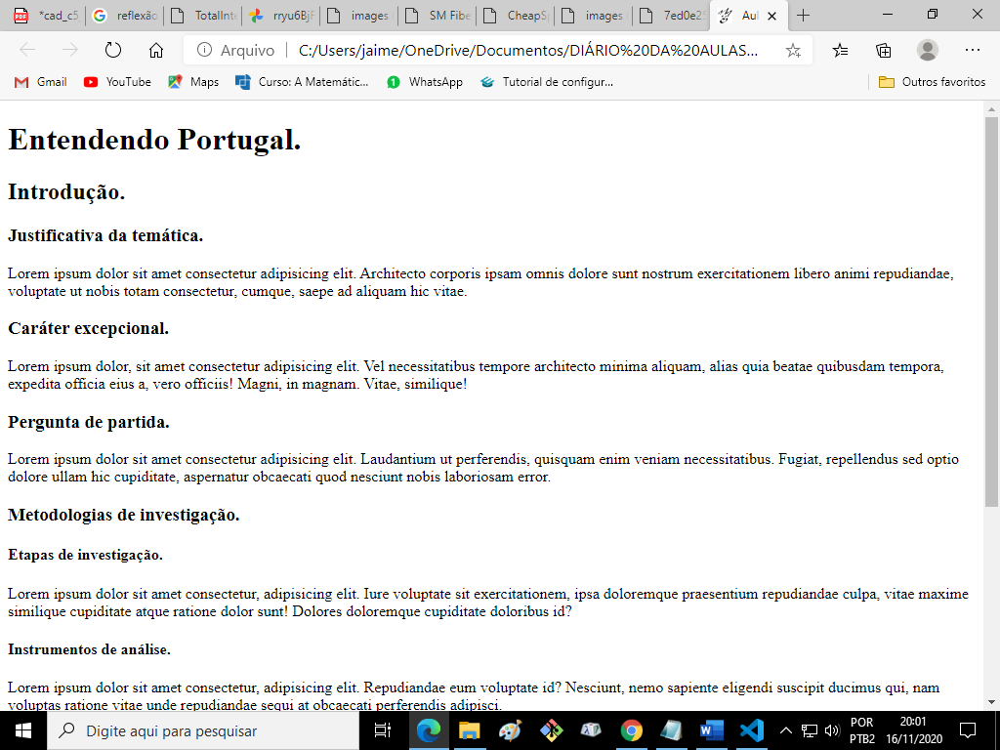 *cad_c5
reflexão
TotalInte
rryu6BjF
images
SM Fibe
CheapSp
images
7ed0e25
Aul
Arquivo
C:/Users/jaime/OneDrive/Documentos/DIÁRIO%20DA%20AULAS...
Gmail
YouTube
Maps
Curso: A Matemátic...
WhatsApp
Tutorial de configur...
Outros favoritos
Entendendo Portugal.
Introdução.
Justificativa da temática.
Lorem ipsum dolor sit amet consectetur adipisicing elit. Architecto corporis ipsam omnis dolore sunt nostrum exercitationem libero animi repudiandae,
voluptate ut nobis totam consectetur, cumque, saepe ad aliquam hic vitae.
Caráter excepcional.
Lorem ipsum dolor, sit amet consectetur adipisicing elit. Vel necessitatibus tempore architecto minima aliquam, alias quia beatae quibusdam tempora,
expedita officia eius a, vero officiis! Magni, in magnam. Vitae, similique!
Pergunta de partida.
Lorem ipsum dolor sit amet consectetur adipisicing elit. Laudantium ut perferendis, quisquam enim veniam necessitatibus. Fugiat, repellendus sed optio
dolore ullam hic cupiditate, aspernatur obcaecati quod nesciunt nobis laboriosam error.
Metodologias de investigação.
Etapas de investigação.
Lorem ipsum dolor sit amet consectetur, adipisicing elit. Iure voluptate sit exercitationem, ipsa doloremque praesentium repudiandae culpa, vitae maxime
similique cupiditate atque ratione dolor sunt! Dolores doloremque cupiditate doloribus id?
Instrumentos de análise.
Lorem ipsum dolor sit amet consectetur, adipisicing elit. Repudiandae eum voluptate id? Nesciunt, nemo sapiente eligendi suscipit ducimus qui, nam
voluptas ratione vitae unde repudiandae sequi at obcaecati perferendis adipisci.
Digite aqui para pesquisar
POR
PTB2
20:01
16/11/2020